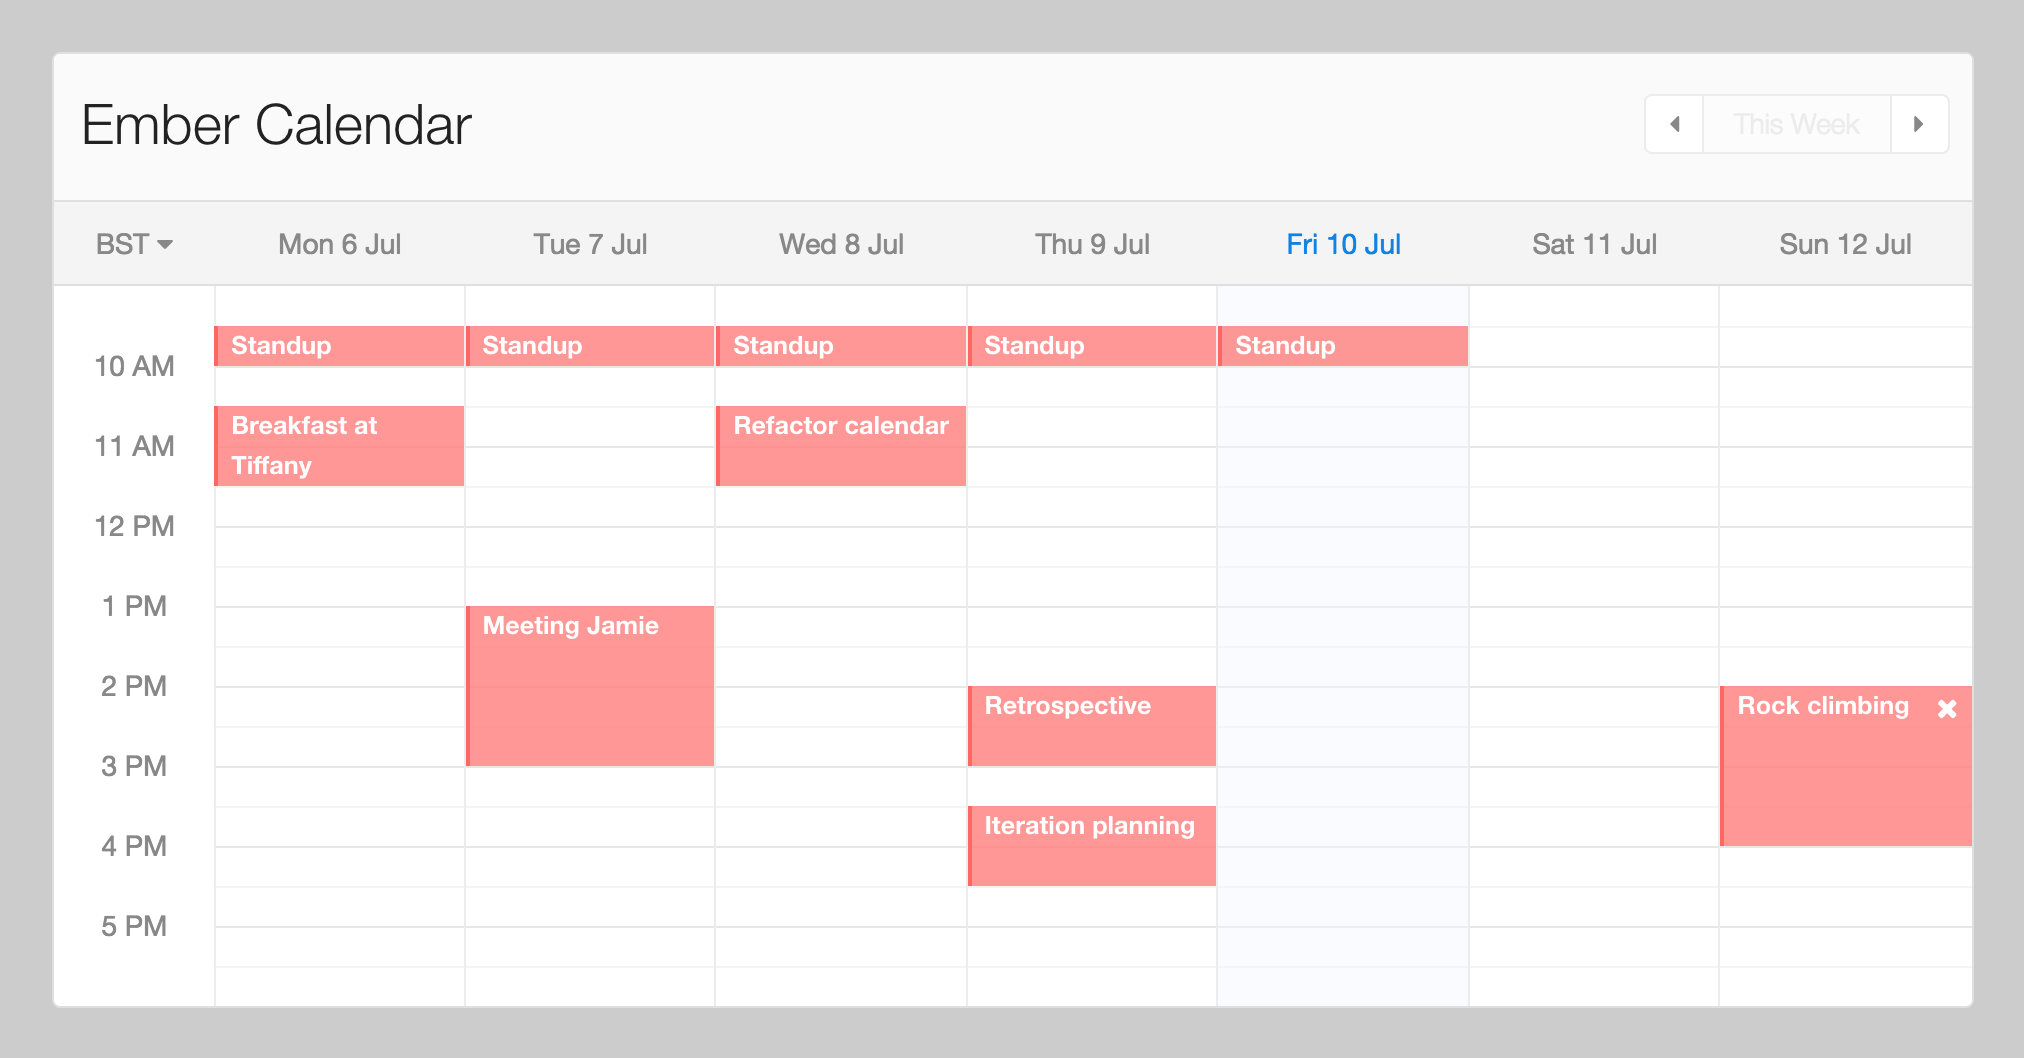 Ember Calendar
This Week
BST
Mon 6 Jul
Tue 7 Jul
Wed 8 Jul
Thu 9 Jul
Fri 10 Jul
Sat 11 Jul
Sun 12 Jul
Standup
Standup
Standup
Standup
Standup
10 AM
Breakfast at
Tiffany
Refactor calendar
11 AM
12 PM
1 PM
Meeting Jamie
2 PM
Retrospective
Rock climbing
3 PM
Iteration planning
4 PM
5 PM